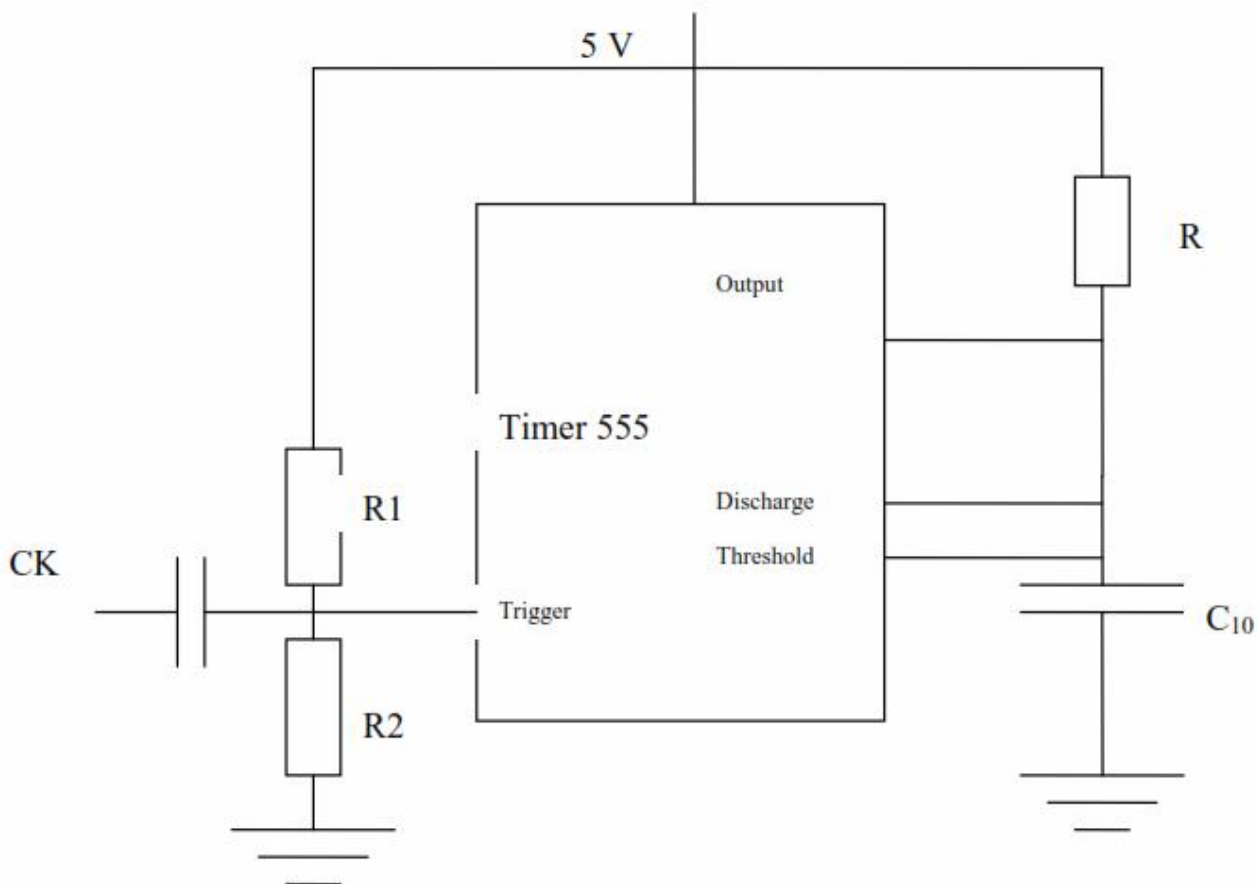 5 V
R
Output
Timer 555
R1
Discharge
Threshold
CK
Trigger
C₁₀
R2